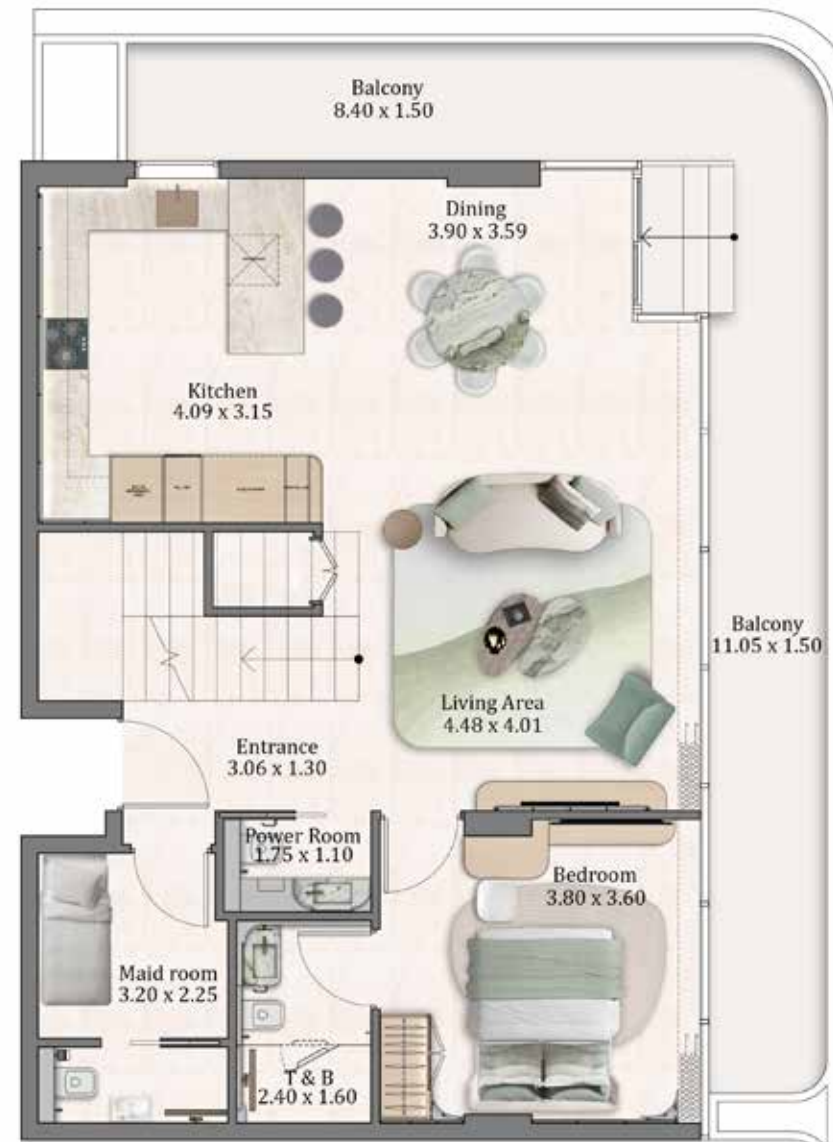 Balcony
8.40 x 1.50
Dining
3.90 x 3.59
Kitchen
4.09 x 3.15
Balcony
11.05 x 1.50
Living Area
4.48 x 4.01
Entrance
3.06 x 1.30
Power Room
1.75 x 1.10
Bedroom
3.80 x 3.60
Maid room
3.20 x 2.25
T & B
2.40 x 1.60